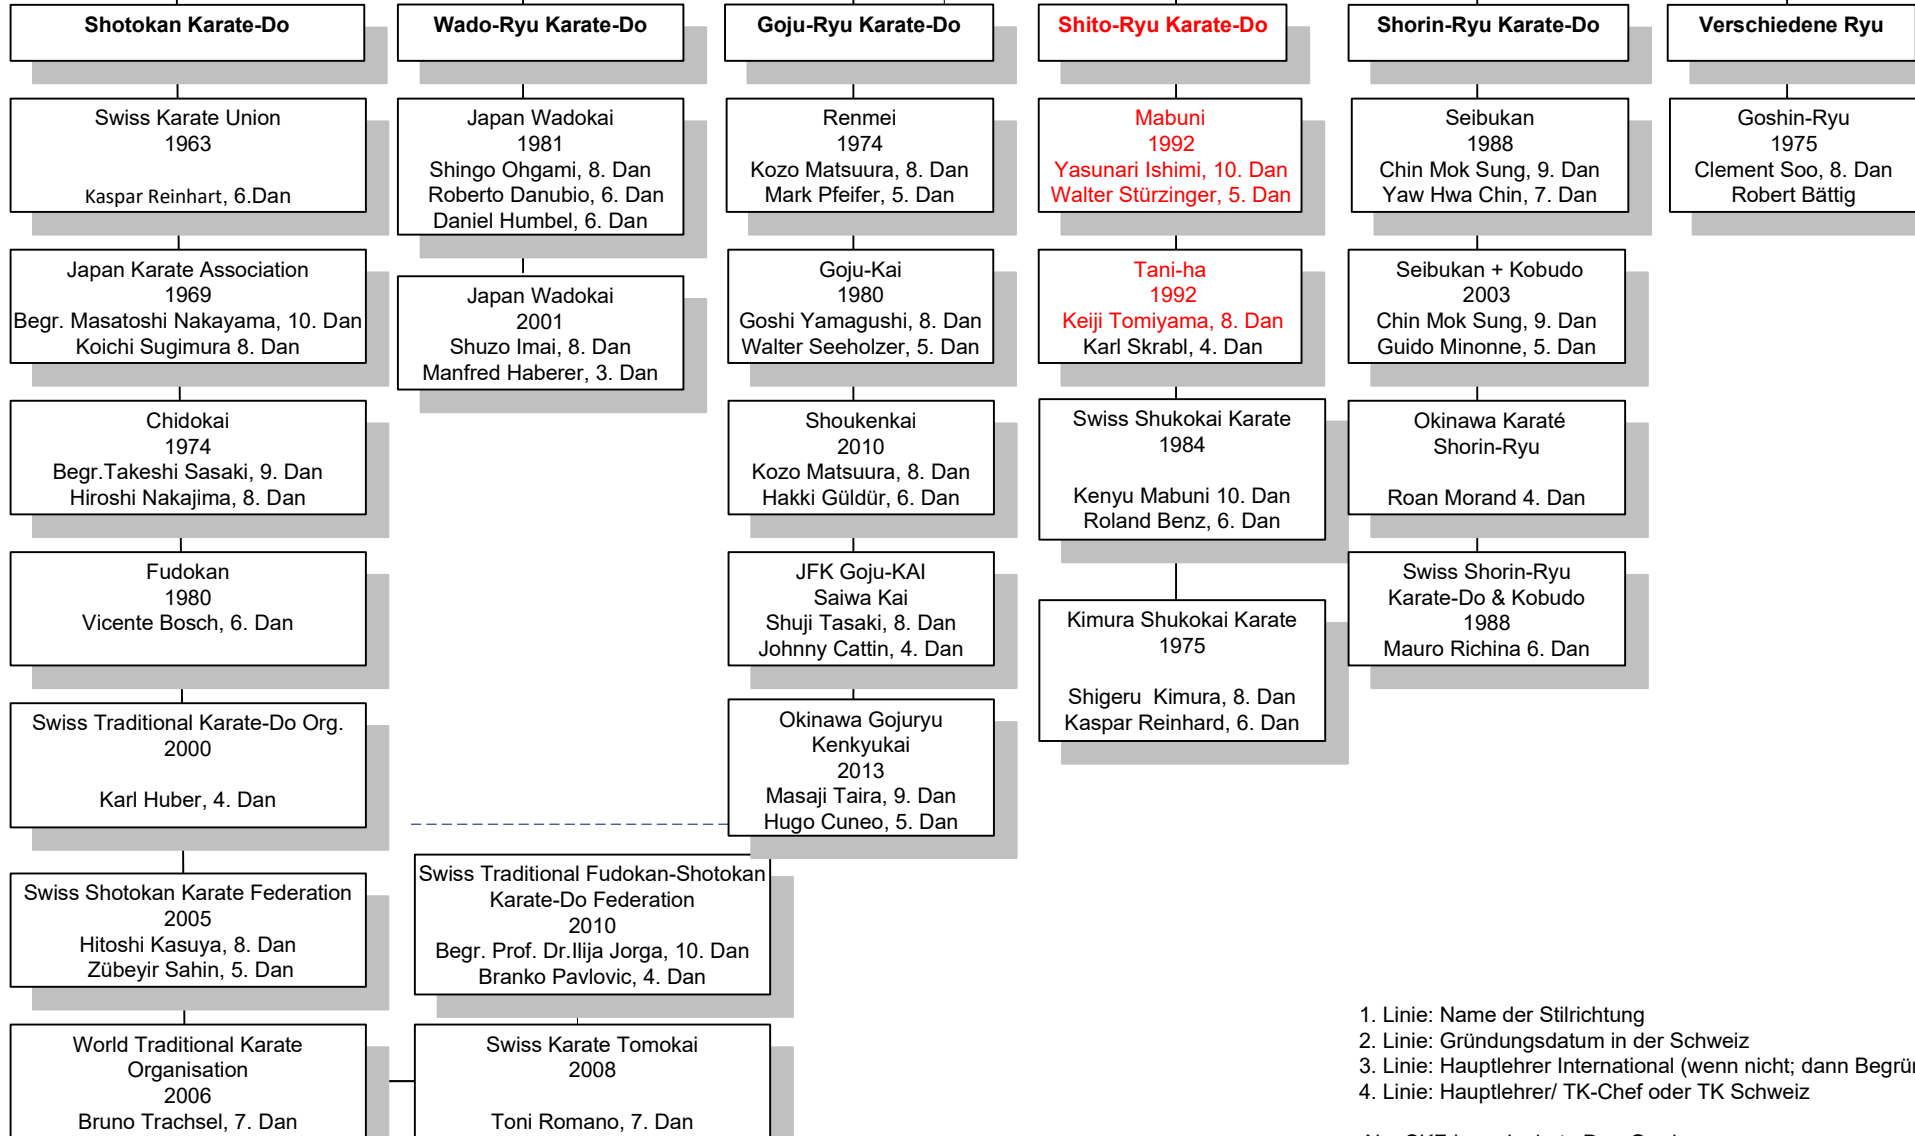 Shotokan Karate-Do
Swiss Karate Union
1963
Kaspar Reinhart, 6.Dan
Japan Karate Association
1969
Begr. Masatoshi Nakayama, 10. Dan
Koichi Sugimura 8. Dan
Chidokai
1974
Begr.Takeshi Sasaki, 9. Dan
Hiroshi Nakajima, 8. Dan
Fudokan
1980
Vicente Bosch, 6. Dan
Swiss Traditional Karate-Do Org.
2000
Karl Huber, 4. Dan
Swiss Shotokan Karate Federation
2005
Hitoshi Kasuya, 8. Dan
Zübeyir Sahin, 5. Dan
World Traditional Karate
Organisation
2006
Bruno Trachsel, 7. Dan
Wado-Ryu Karate-Do
Japan Wadokai
1981
Shingo Ohgami, 8. Dan
Roberto Danubio, 6. Dan
Daniel Humbel, 6. Dan
Japan Wadokai
2001
Shuzo Imai, 8. Dan
Manfred Haberer, 3. Dan
Swiss Traditional Fudokan-Shotokan
Karate-Do Federation
2010
Begr. Prof. Dr.Ilija Jorga, 10. Dan
Branko Pavlovic, 4. Dan
Swiss Karate Tomokai
2008
Toni Romano, 7. Dan
Goju-Ryu Karate-Do
Renmei
1974
Kozo Matsuura, 8. Dan
Mark Pfeifer, 5. Dan
Goju-Kai
1980
Goshi Yamagushi, 8. Dan
Walter Seeholzer, 5. Dan
Shoukenkai
2010
Kozo Matsuura, 8. Dan
Hakki Güldür, 6. Dan
JFK Goju-KAI
Saiwa Kai
Shuji Tasaki, 8. Dan
Johnny Cattin, 4. Dan
Okinawa Gojuryu
Kenkyukai
2013
Masaji Taira, 9. Dan
Hugo Cuneo, 5. Dan
Shito-Ryu Karate-Do
Mabuni
1992
Yasunari Ishimi, 10. Dan
Walter Stürzinger, 5. Dan
Tani-ha
1992
Keiji Tomiyama, 8. Dan
Karl Skrabl, 4. Dan
Swiss Shukokai Karate
1984
Kenyu Mabuni 10. Dan
Roland Benz, 6. Dan
Kimura Shukokai Karate
1975
Shigeru Kimura, 8. Dan
Kaspar Reinhard, 6. Dan
Shorin-Ryu Karate-Do
Seibukan
1988
Chin Mok Sung, 9. Dan
Yaw Hwa Chin, 7. Dan
Seibukan + Kobudo
2003
Chin Mok Sung, 9. Dan
Guido Minonne, 5. Dan
Okinawa Karaté
Shorin-Ryu
Roan Morand 4. Dan
Swiss Shorin-Ryu
Karate-Do & Kobudo
1988
Mauro Richina 6. Dan
Verschiedene Ryu
Goshin-Ryu
1975
Clement Soo, 8. Dan
Robert Bättig
1. Linie: Name der Stilrichtung
2. Linie: Gründungsdatum in der Schweiz
3. Linie: Hauptlehrer International (wenn nicht; dann
4. Linie: Hauptlehrer/ TK-Chef oder TK Schweiz